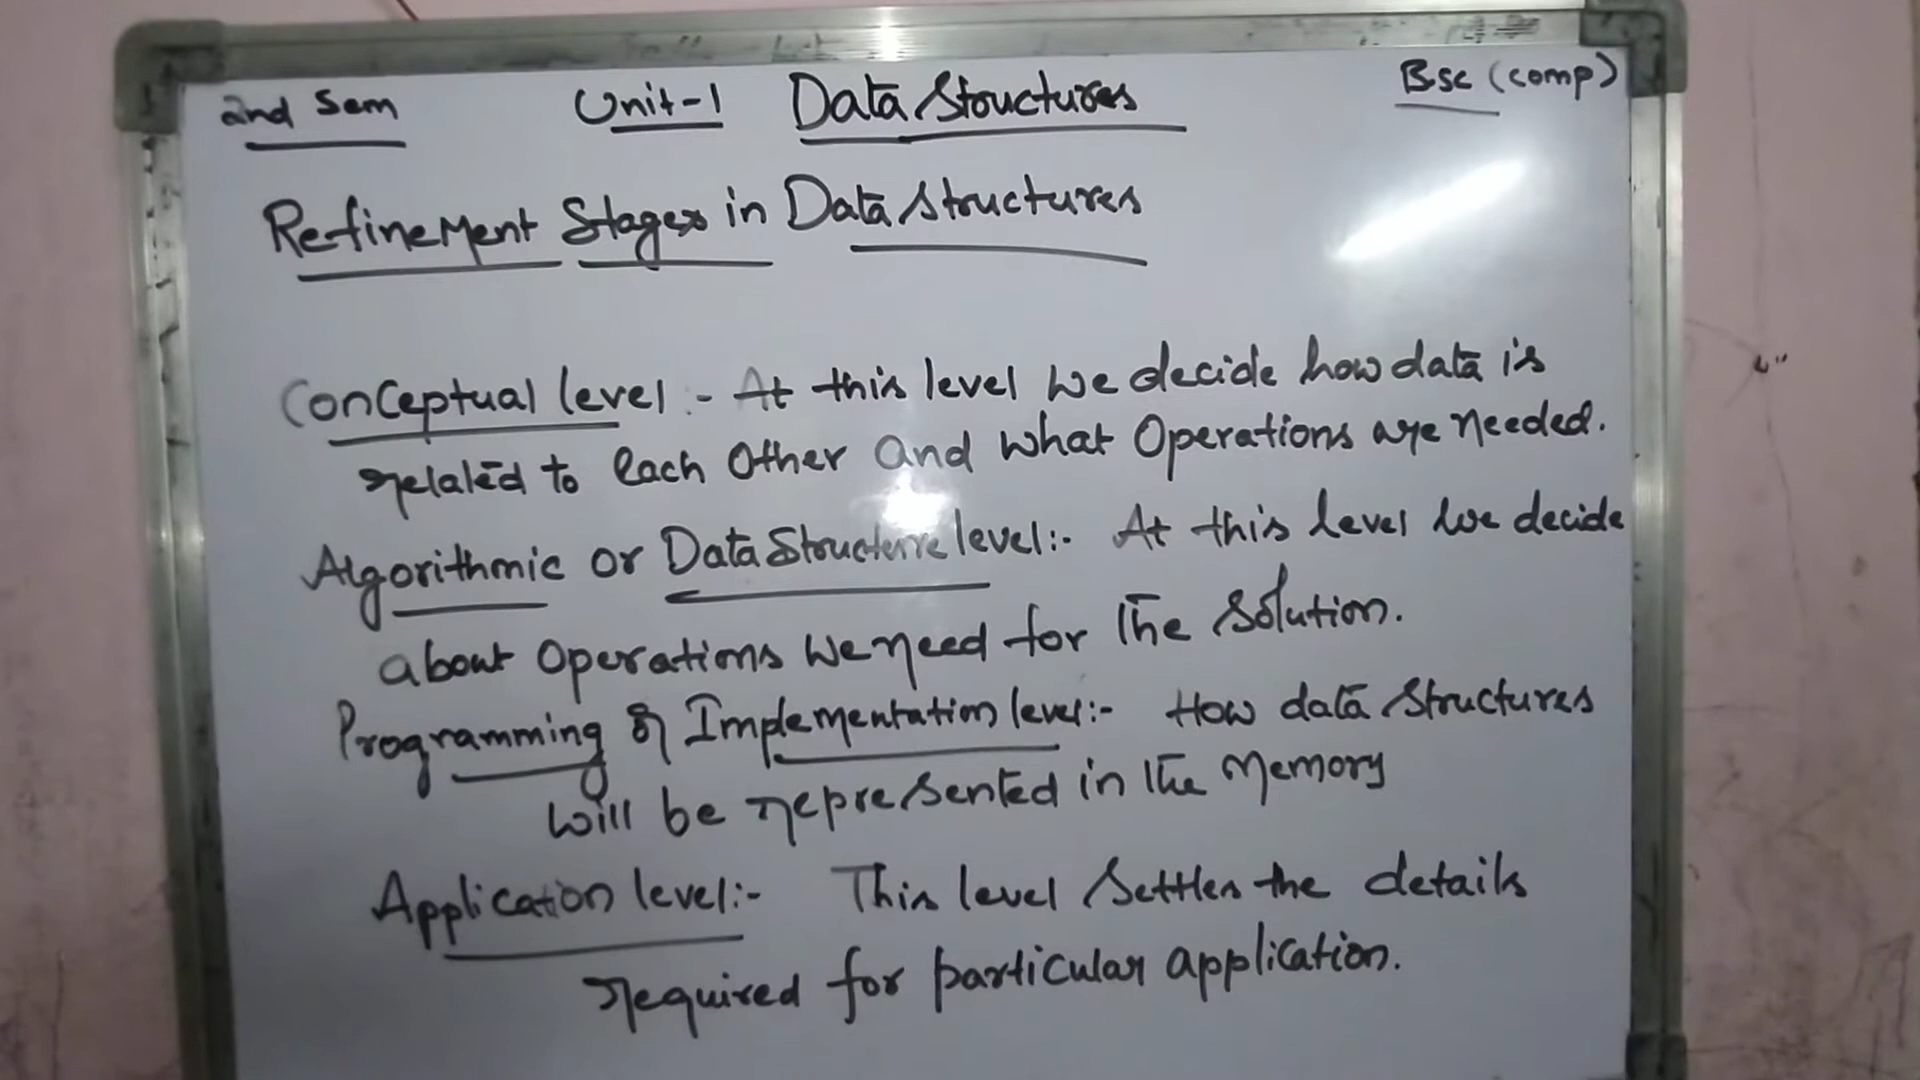 2nd Sem Unit-1 Data Structures Bsc (comp)
Refinement Stages in Data Structures
Conceptual level :- At this level we decide how data is
related to each other and what operations are needed.
Algorithmic or Data Structure level:- At this level we decide
about operations we need for the solution.
Programming or Implementation level:- How data structures
will be represented in the memory
Application level:- This level settles the details
required for particular application.